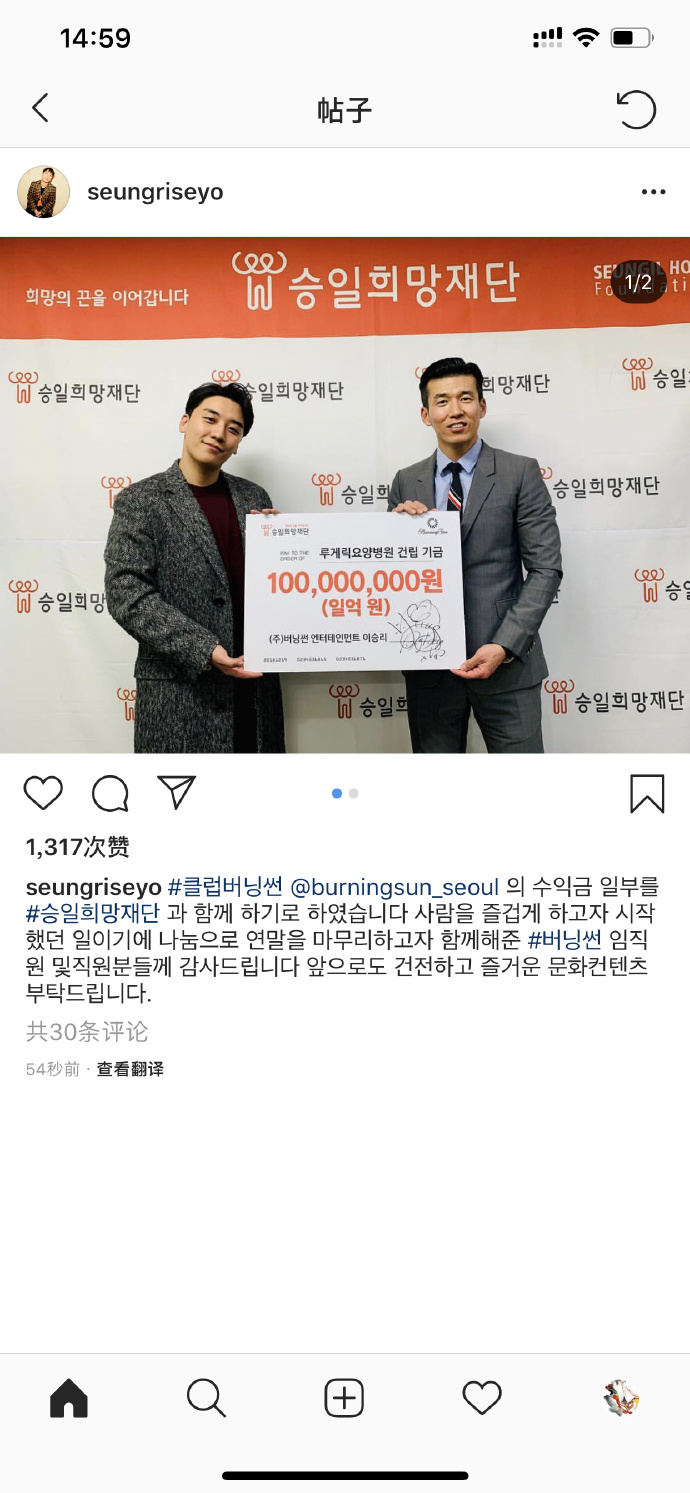 14:59
帖子
seungriseyo
희망의 끈을 이어갑니다
승일희망재단
1/2
승일희망재단
승일희망재단
희망재단
승일
승일희
승일희망재단
승일희망
승일희
승일희망재단
승일희망재단
BurningSun
PAY TO THE
ORDER OF
루게릭요양병원 건립 기금
100,000,000원
(일억 원)
(주)버닝썬 엔터테인먼트 이승리
1,317次赞
seungriseyo #클럽버닝썬 @burningsun_seoul 의 수익금 일부를
#승일희망재단 과 함께 하기로 하였습니다 사람을 즐겁게 하고자 시작
했던 일이기에 나눔으로 연말을 마무리하고자 함께해준 #버닝썬 임직
원 및직원분들께 감사드립니다 앞으로도 건전하고 즐거운 문화컨텐츠
부탁드립니다.
共30条评论
54秒前 · 查看翻译